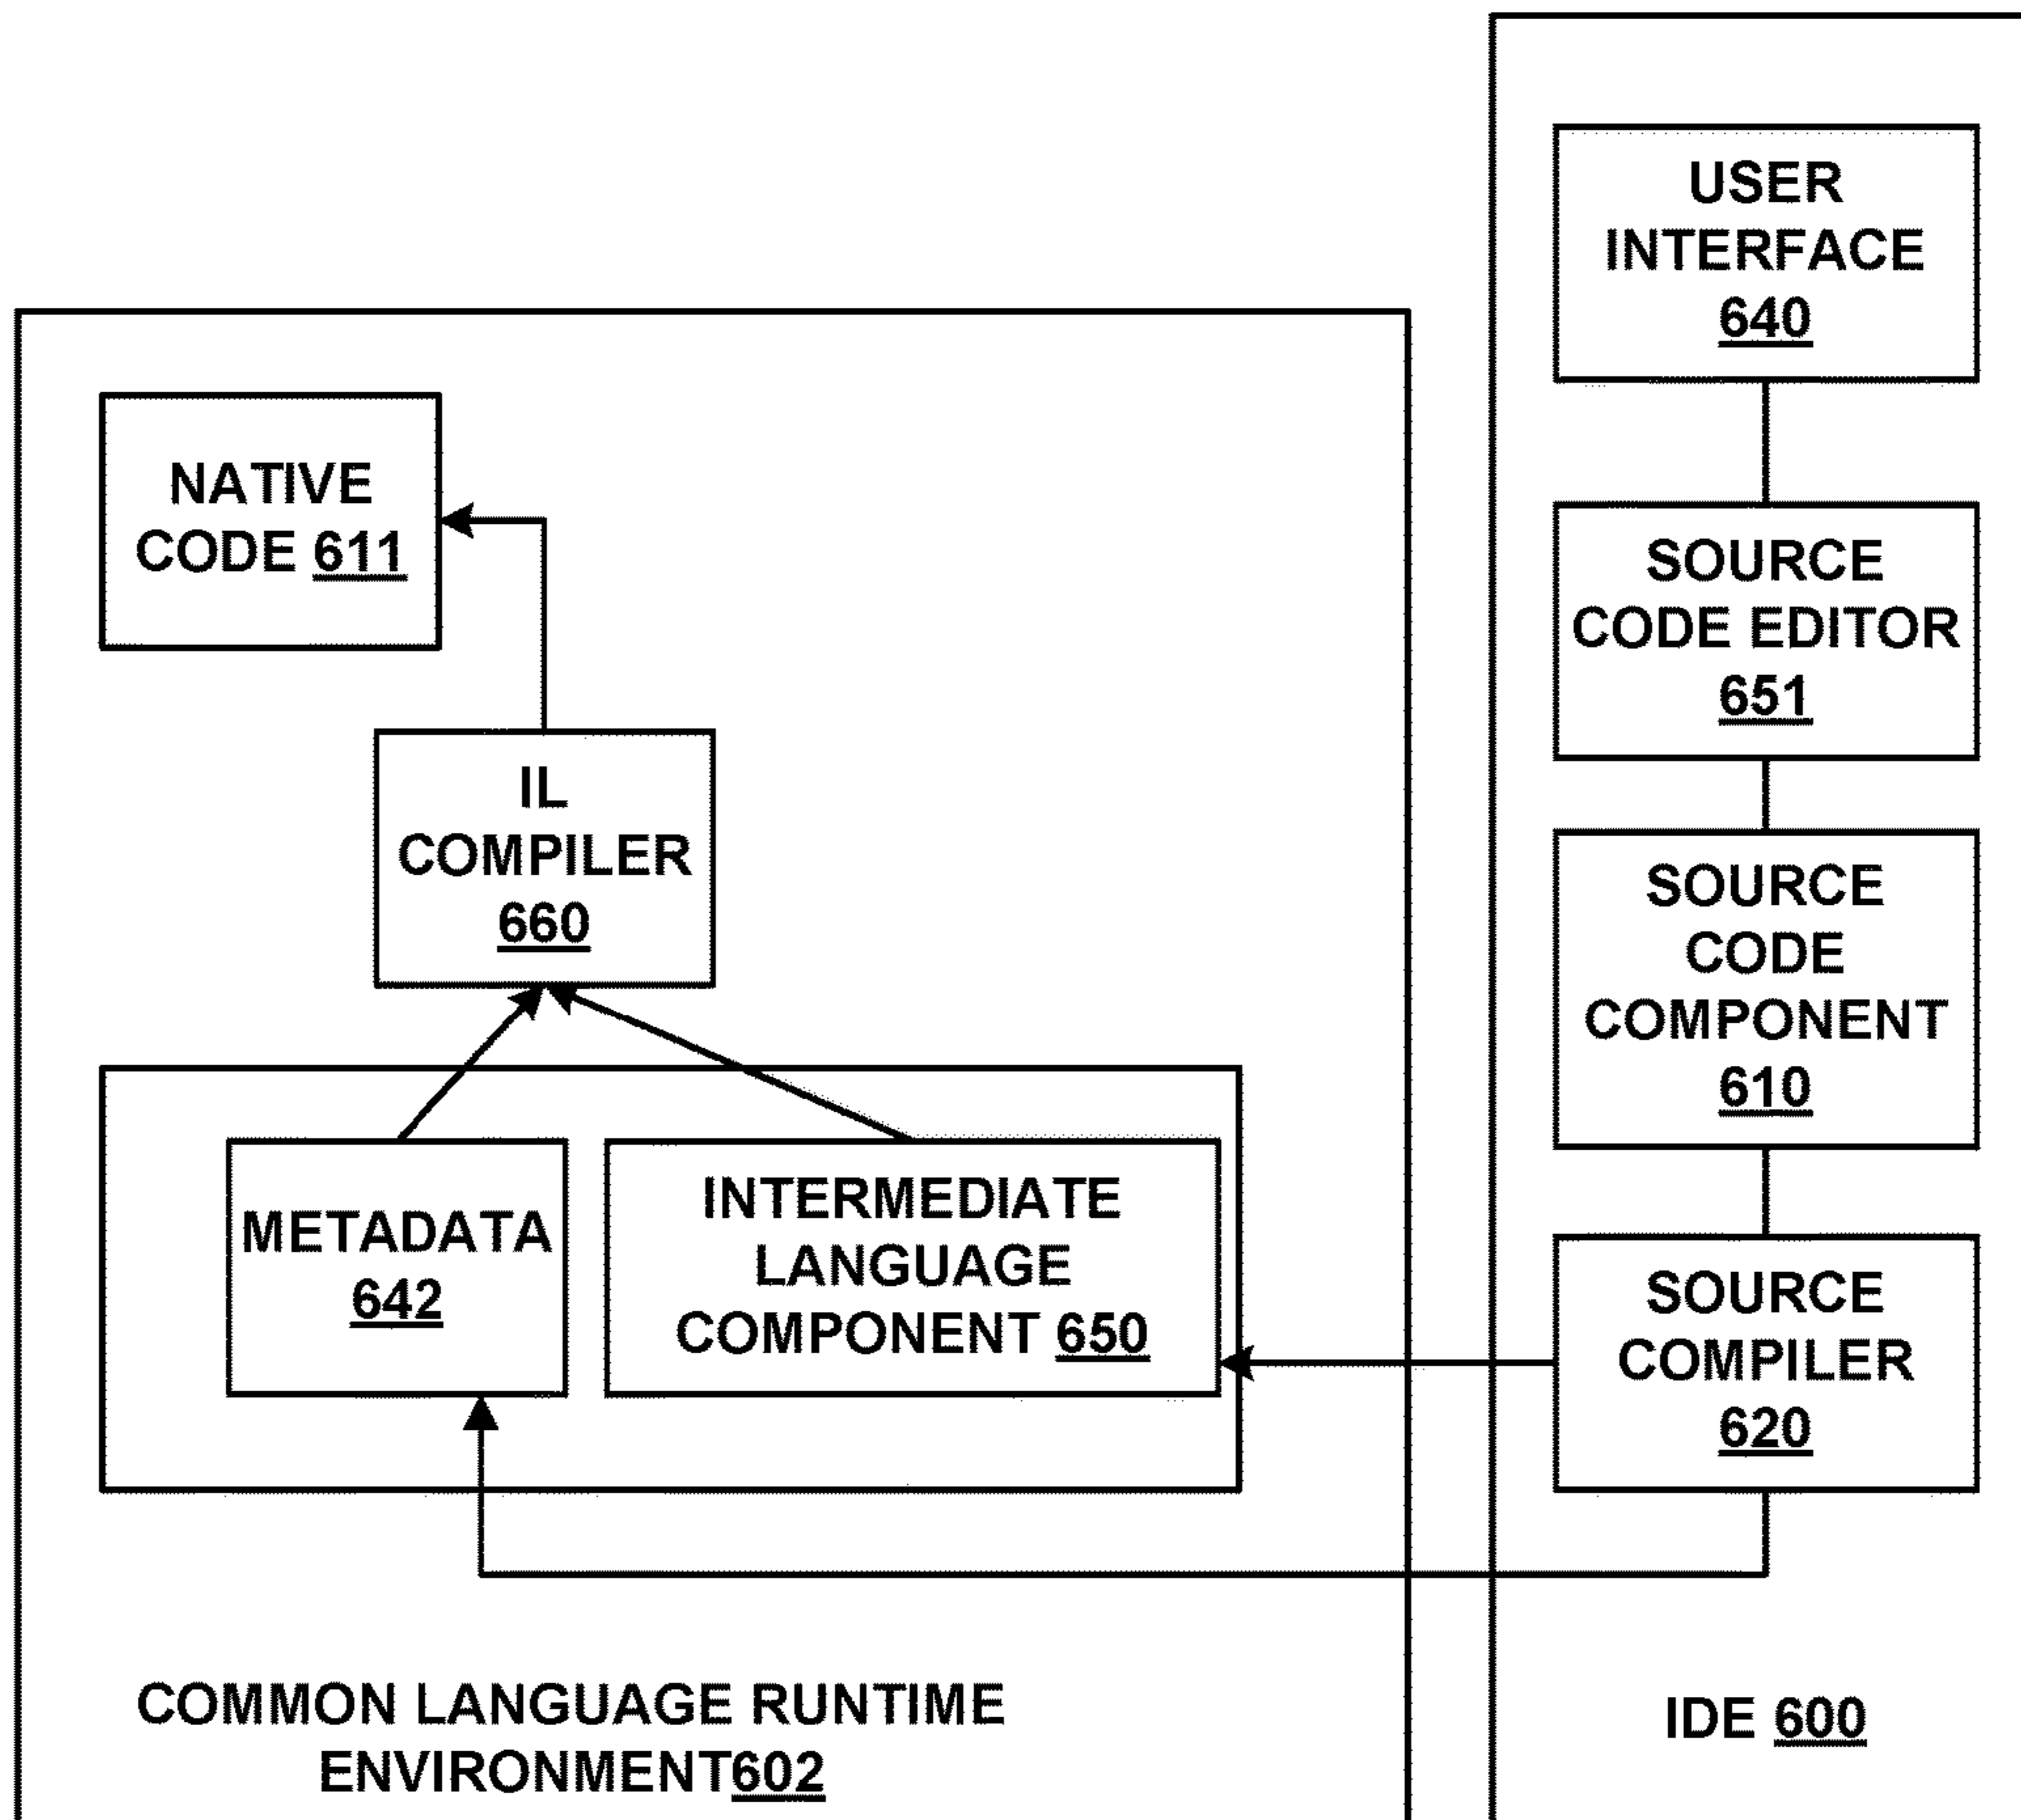 USER
INTERFACE
640
NATIVE
CODE 611
SOURCE
CODE EDITOR
651
IL
COMPILER
660
SOURCE
CODE
COMPONENT
610
METADATA
642
INTERMEDIATE
LANGUAGE
COMPONENT 650
SOURCE
COMPILER
620
COMMON LANGUAGE RUNTIME
ENVIRONMENT602
IDE 600